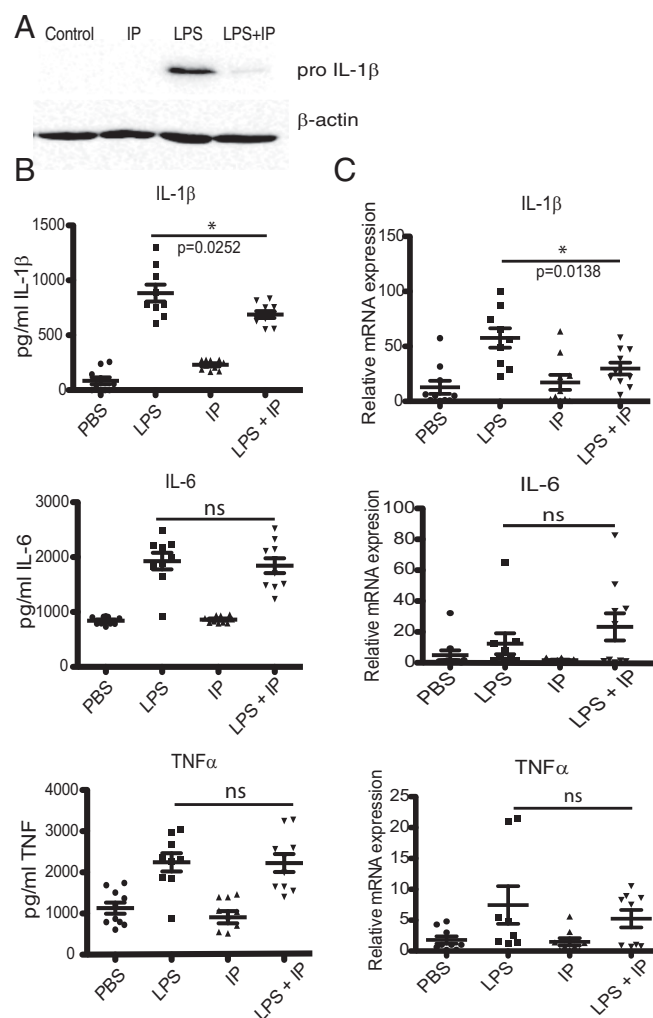 A
Control IP LPS LPS+IP
pro IL-1β
β-actin
B
IL-1β
pg/ml IL-1β
1500
1000
500
0
*
p=0.0252
PBS LPS IP LPS + IP
C
IL-1β
Relative mRNA expression
150
100
50
0
*
p=0.0138
PBS LPS IP LPS + IP
IL-6
pg/ml IL-6
3000
2000
1000
0
ns
PBS LPS IP LPS + IP
IL-6
Relative mRNA expresion
100
80
60
40
20
0
ns
PBS LPS IP LPS + IP
TNFα
pg/ml TNF
4000
3000
2000
1000
0
ns
PBS LPS IP LPS + IP
TNFα
Relative mRNA expression
25
20
15
10
5
0
ns
PBS LPS IP LPS + IP